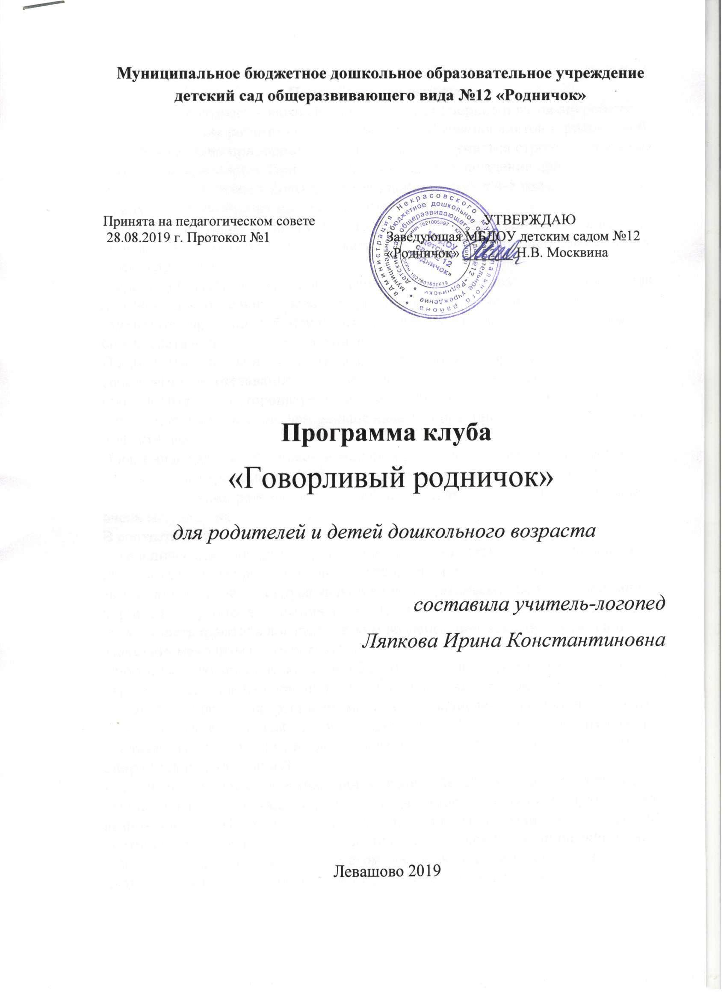 Муниципальное бюджетное дошкольное образовательное учреждение
детский сад общеразвивающего вида №12 «Родничок»
Принята на педагогическом совете
28.08.2019 г. Протокол №1
УТВЕРЖДАЮ
Заведующая МБДОУ детским садом №12
«Родничок» Н.В. Москвина
администрация Некрасовского муниципального района
муниципальное бюджетное дошкольное образовательное учреждение
детский сад общеразвивающего вида №12 «Родничок»
ИНН 7621005597 * КПП 762101001
ОГРН 1027601600619
МБДОУ
детский
сад № 12
«Родничок»
Программа клуба
«Говорливый родничок»
для родителей и детей дошкольного возраста
составила учитель-логопед
Ляпкова Ирина Константиновна
Левашово 2019